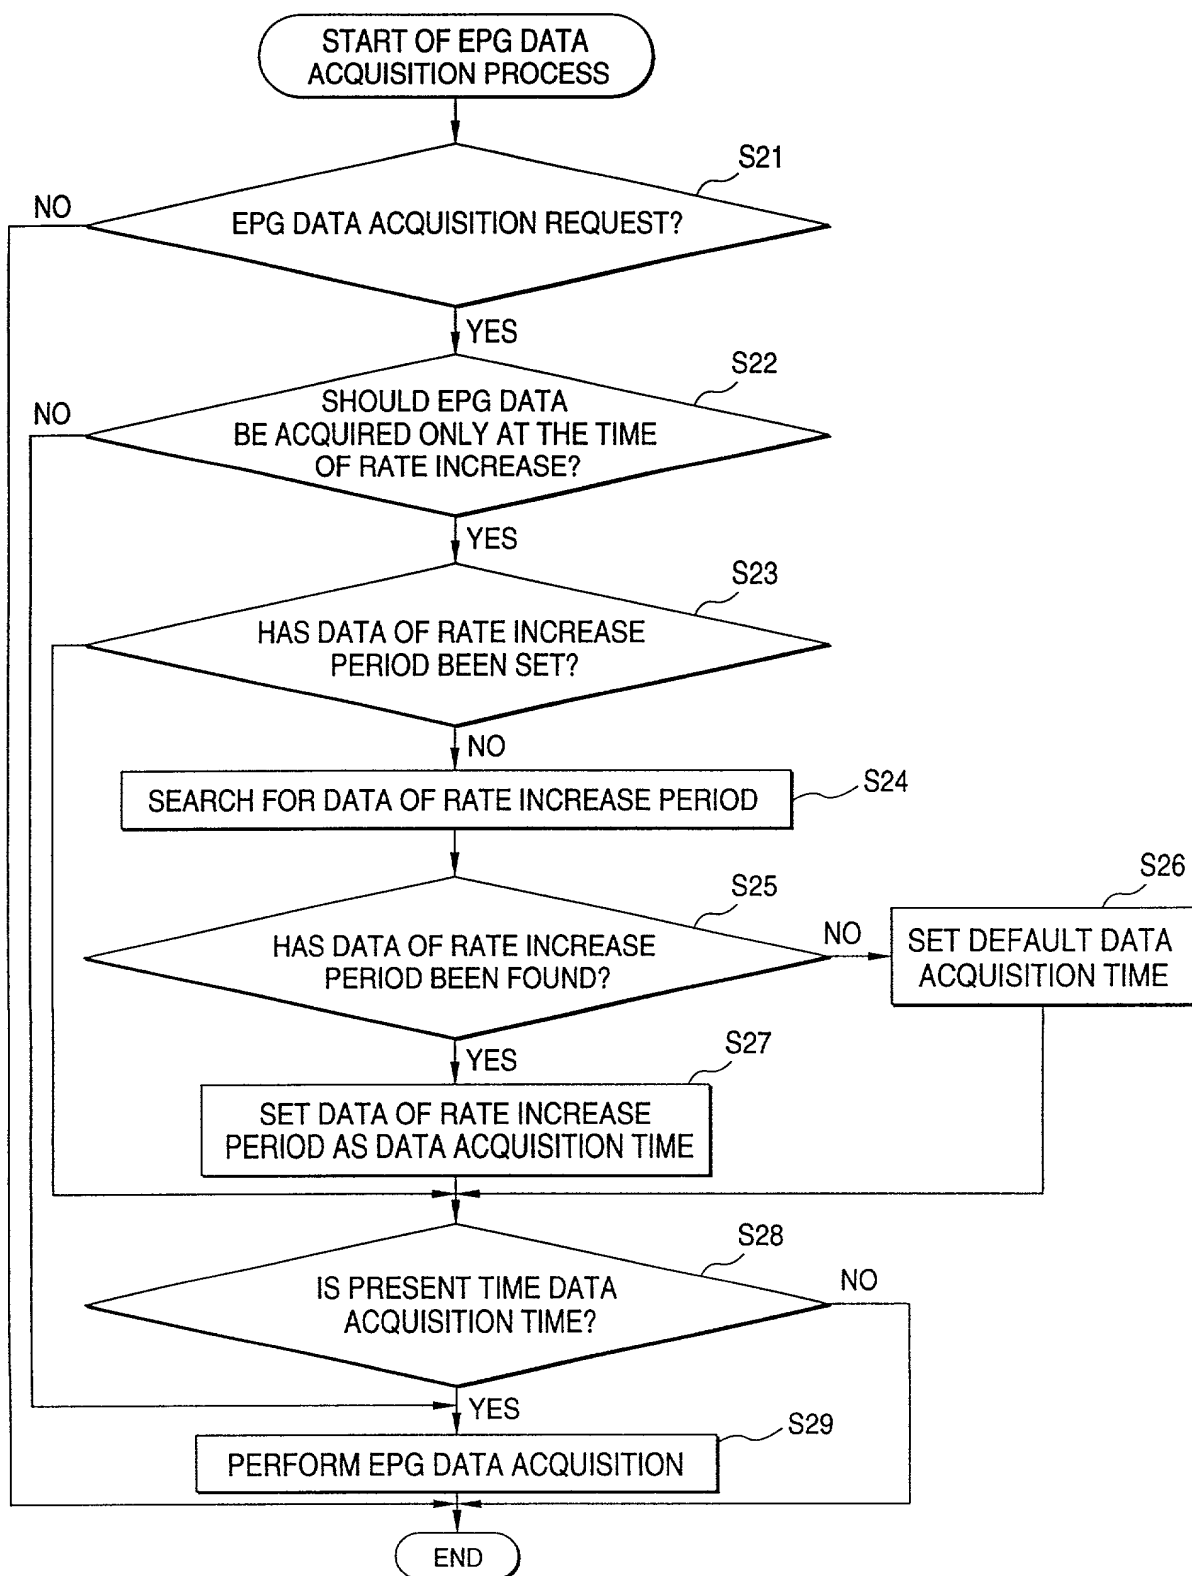 START OF EPG DATA
ACQUISITION PROCESS
S21
NO
EPG DATA ACQUISITION REQUEST?
YES
S22
NO
SHOULD EPG DATA
BE ACQUIRED ONLY AT THE TIME
OF RATE INCREASE?
YES
S23
HAS DATA OF RATE INCREASE
PERIOD BEEN SET?
NO
SEARCH FOR DATA OF RATE INCREASE PERIOD
S24
S25
HAS DATA OF RATE INCREASE
PERIOD BEEN FOUND?
NO
S26
SET DEFAULT DATA
ACQUISITION TIME
YES
S27
SET DATA OF RATE INCREASE
PERIOD AS DATA ACQUISITION TIME
S28
IS PRESENT TIME DATA
ACQUISITION TIME?
NO
YES
S29
PERFORM EPG DATA ACQUISITION
END